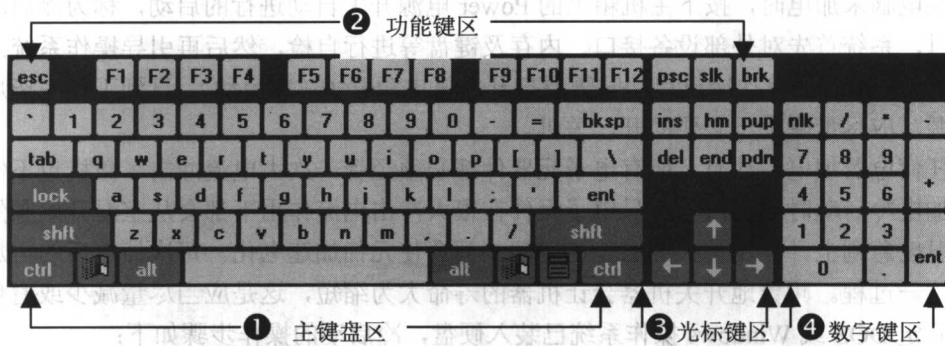 ❷ 功能键区
esc F1 F2 F3 F4 F5 F6 F7 F8 F9 F10 F11 F12 psc slk brk
` 1 2 3 4 5 6 7 8 9 0 - = bksp ins hm pup nlk / * -
tab q w e r t y u i o p [ ] \ del end pdn 7 8 9
lock a s d f g h j k l ; ' ent 4 5 6 +
shft z x c v b n m , . / shft ↑ 1 2 3
ctrl alt alt ctrl ← ↓ → 0 . ent
❶ 主键盘区 ❸光标键区 ❹数字键区